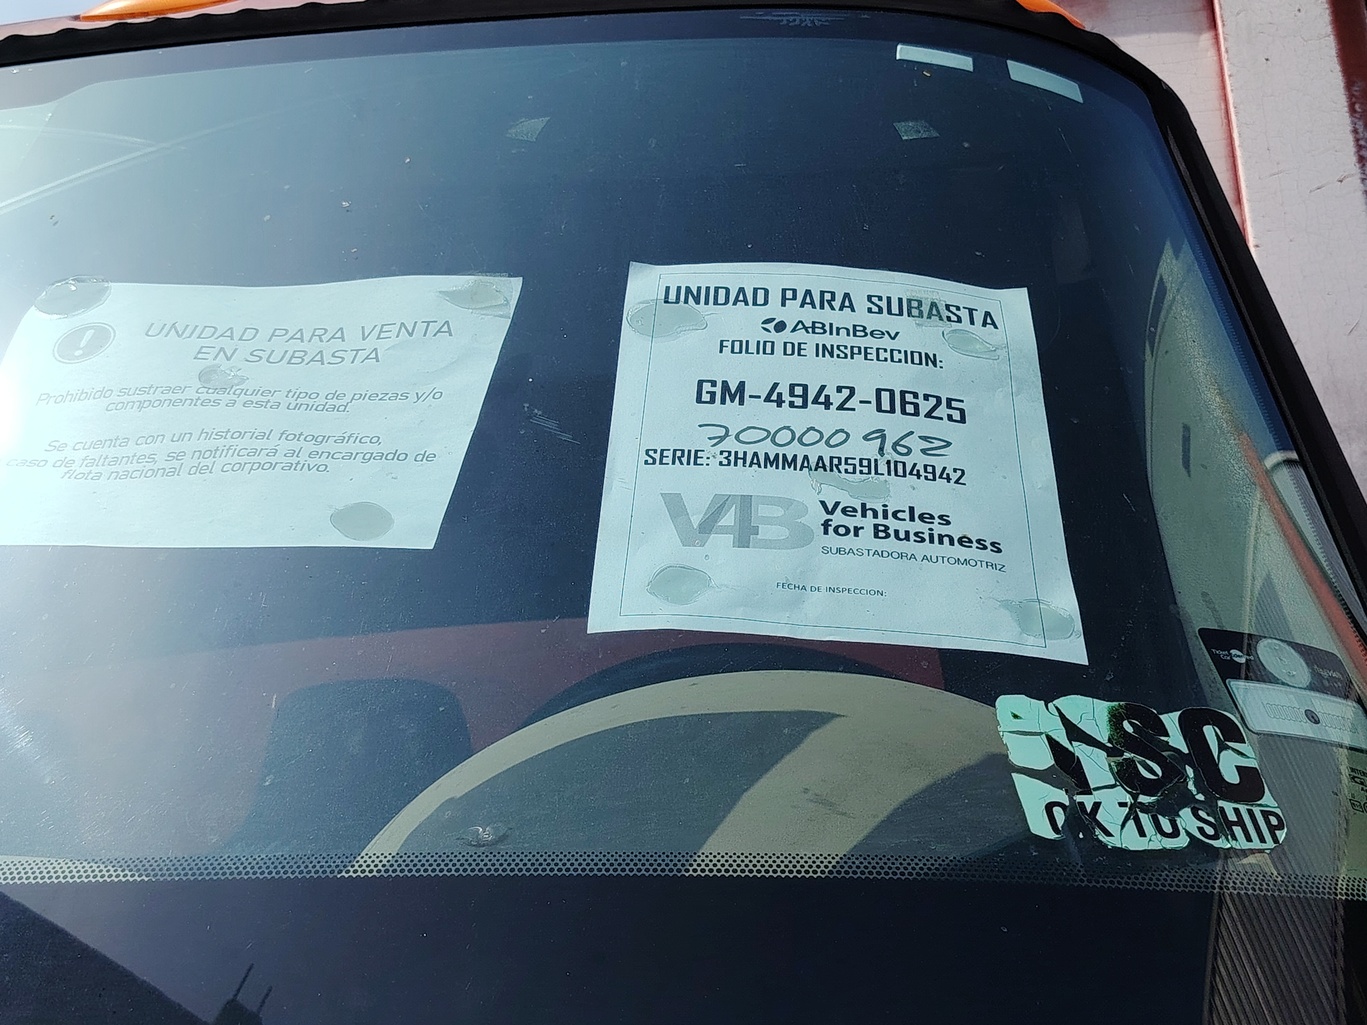 UNIDAD PARA VENTA
EN SUBASTA
Prohibido sustraer cualquier tipo de piezas y/o
componentes a esta unidad.
Se cuenta con un historial fotográfico,
caso de faltantes, se notificará al encargado de
flota nacional del corporativo.
UNIDAD PARA SUBASTA
ABInBev
FOLIO DE INSPECCION:
GM-4942-0625
70000962
SERIE: 3HAMMAAR59L104942
V4B Vehicles
for Business
SUBASTADORA AUTOMOTRIZ
FECHA DE INSPECCION:
TSC
OK TO SHIP
Ticket
Car